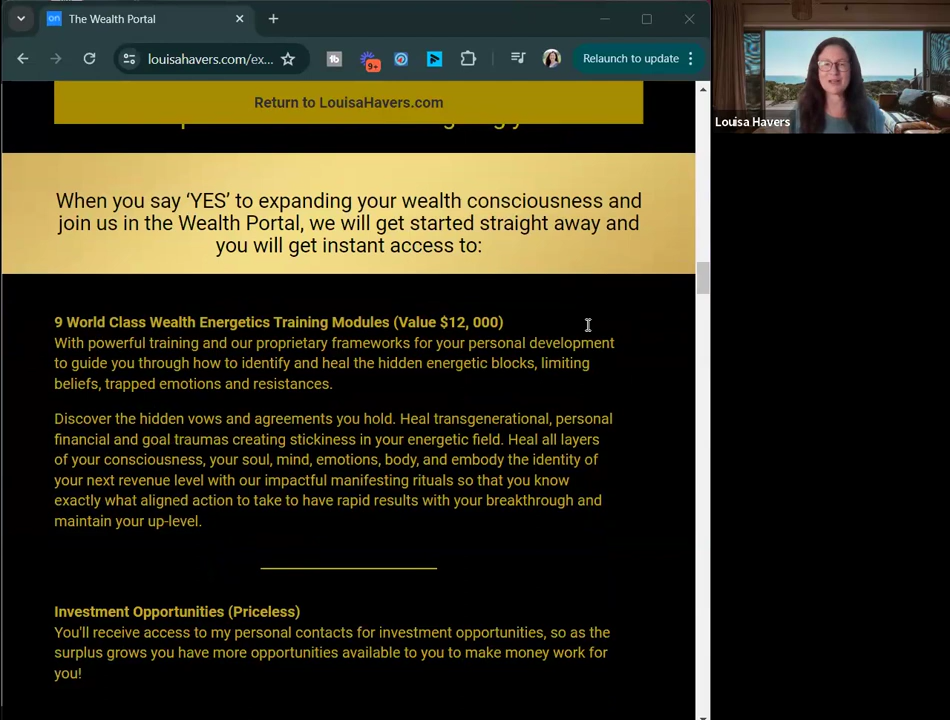 The Wealth Portal
louisahavers.com/ex...
9+
Relaunch to update
Louisa Havers
Return to LouisaHavers.com
When you say ‘YES’ to expanding your wealth consciousness and
join us in the Wealth Portal, we will get started straight away and
you will get instant access to:
9 World Class Wealth Energetics Training Modules (Value $12, 000)
With powerful training and our proprietary frameworks for your personal development
to guide you through how to identify and heal the hidden energetic blocks, limiting
beliefs, trapped emotions and resistances.
Discover the hidden vows and agreements you hold. Heal transgenerational, personal
financial and goal traumas creating stickiness in your energetic field. Heal all layers
of your consciousness, your soul, mind, emotions, body, and embody the identity of
your next revenue level with our impactful manifesting rituals so that you know
exactly what aligned action to take to have rapid results with your breakthrough and
maintain your up-level.
Investment Opportunities (Priceless)
You'll receive access to my personal contacts for investment opportunities, so as the
surplus grows you have more opportunities available to you to make money work for
you!